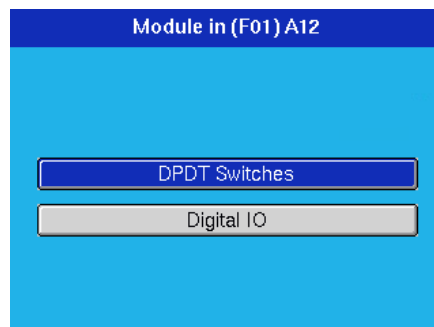 Module in (F01) A12
DPDT Switches
Digital IO